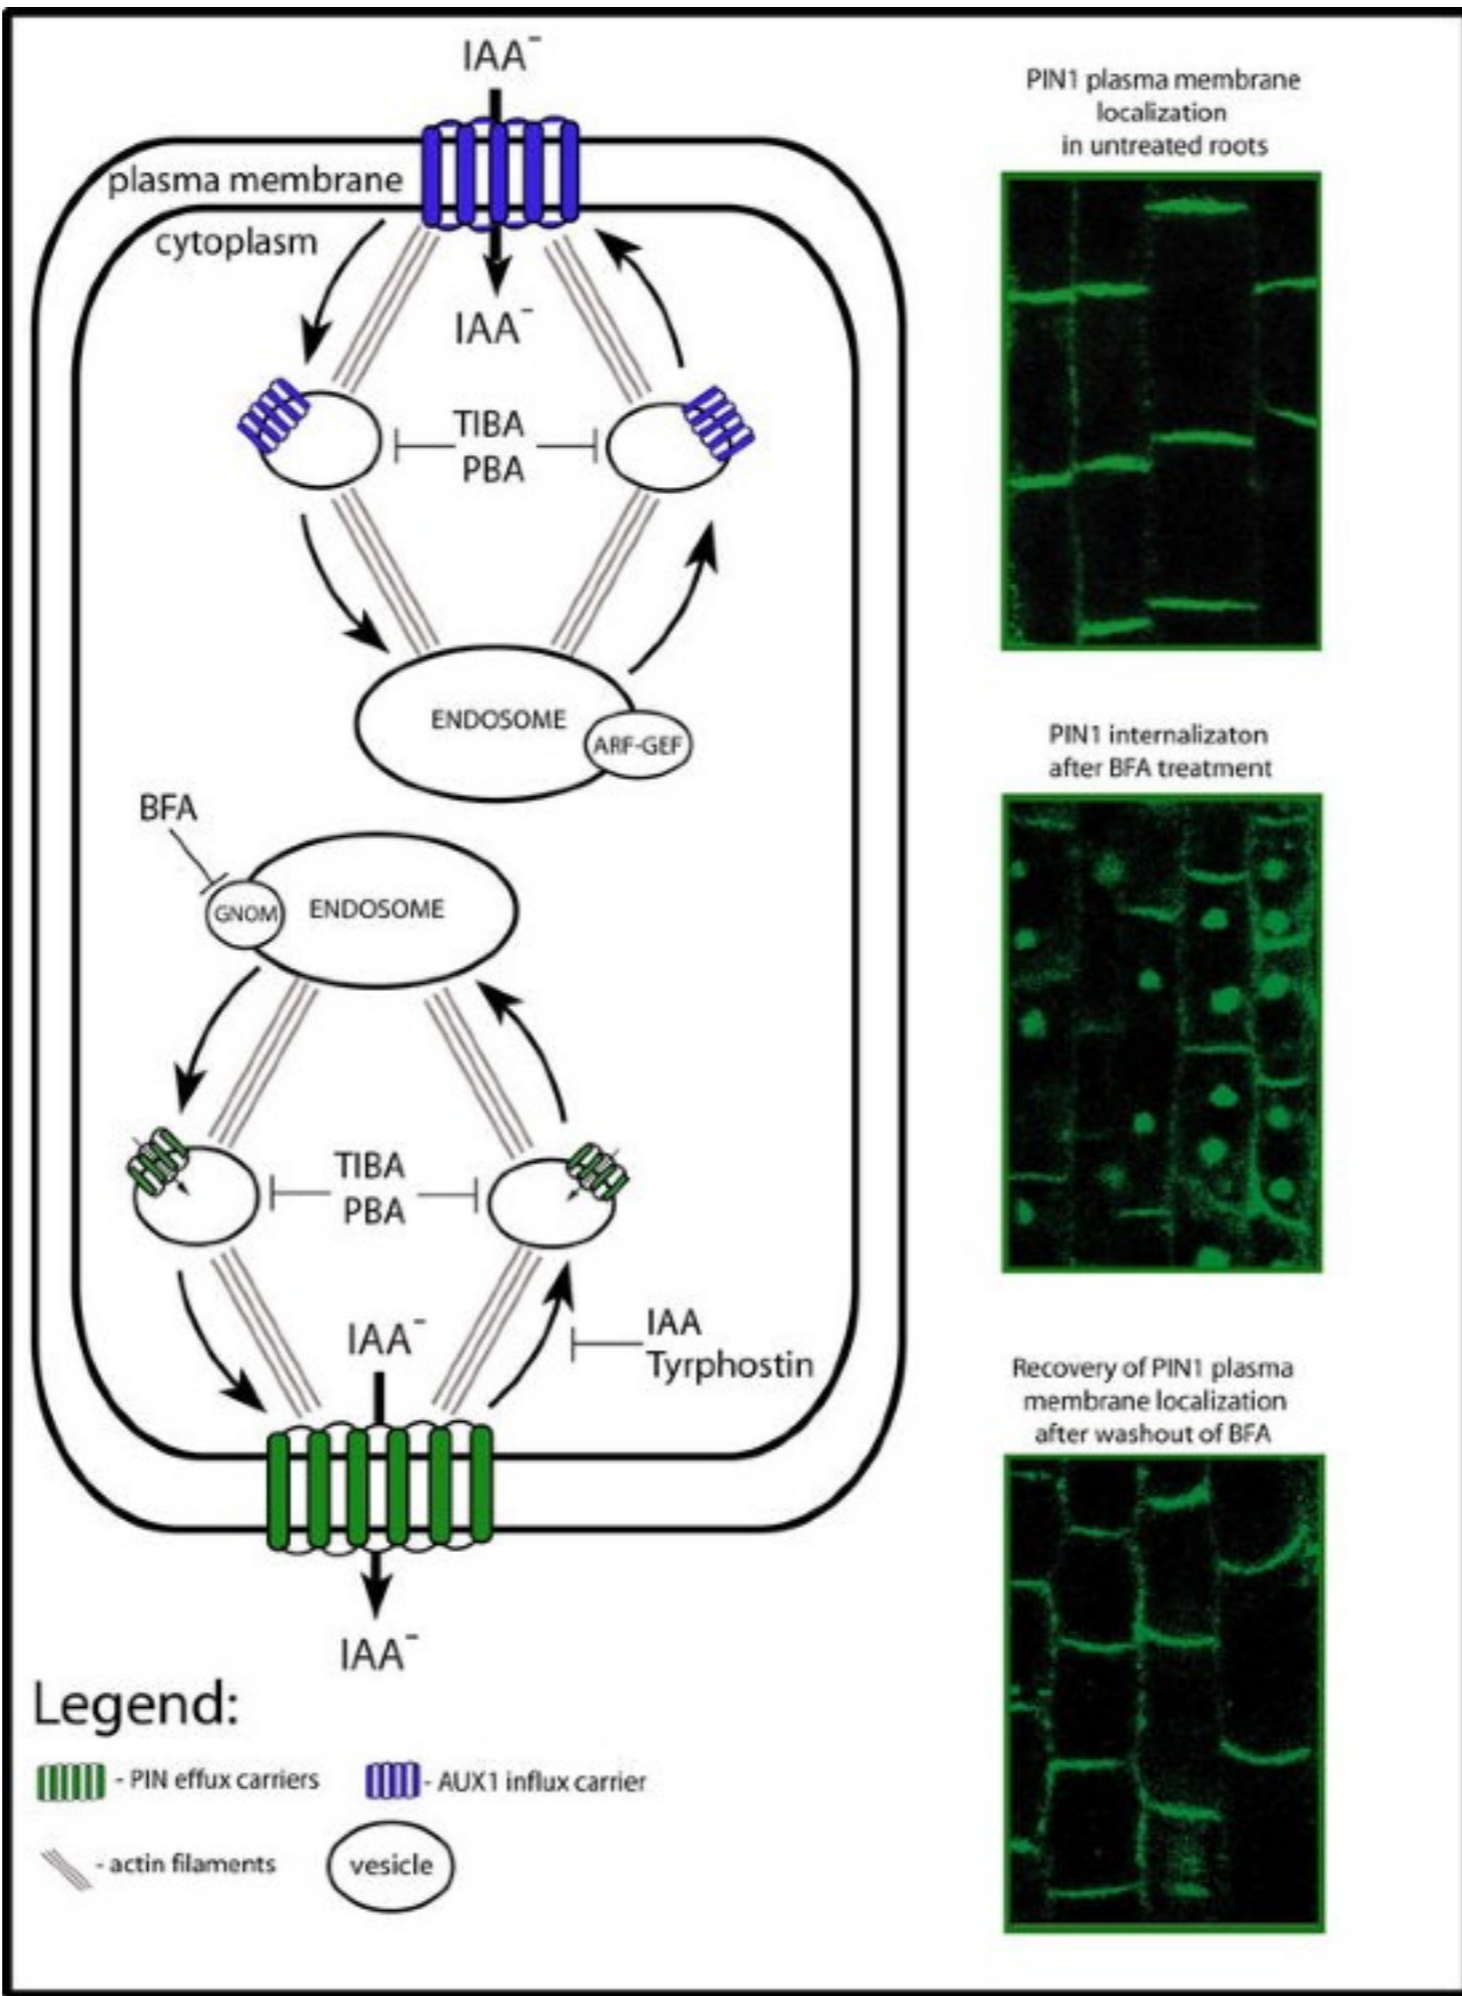 IAA⁻
plasma membrane
cytoplasm
IAA⁻
TIBA
PBA
ENDOSOME
ARF-GEF
BFA
GNOM
ENDOSOME
TIBA
PBA
IAA⁻
IAA
Tyrphostin
IAA⁻
Legend:
- PIN effux carriers
- AUX1 influx carrier
- actin filaments
vesicle
PIN1 plasma membrane
localization
in untreated roots
PIN1 internalizaton
after BFA treatment
Recovery of PIN1 plasma
membrane localization
after washout of BFA